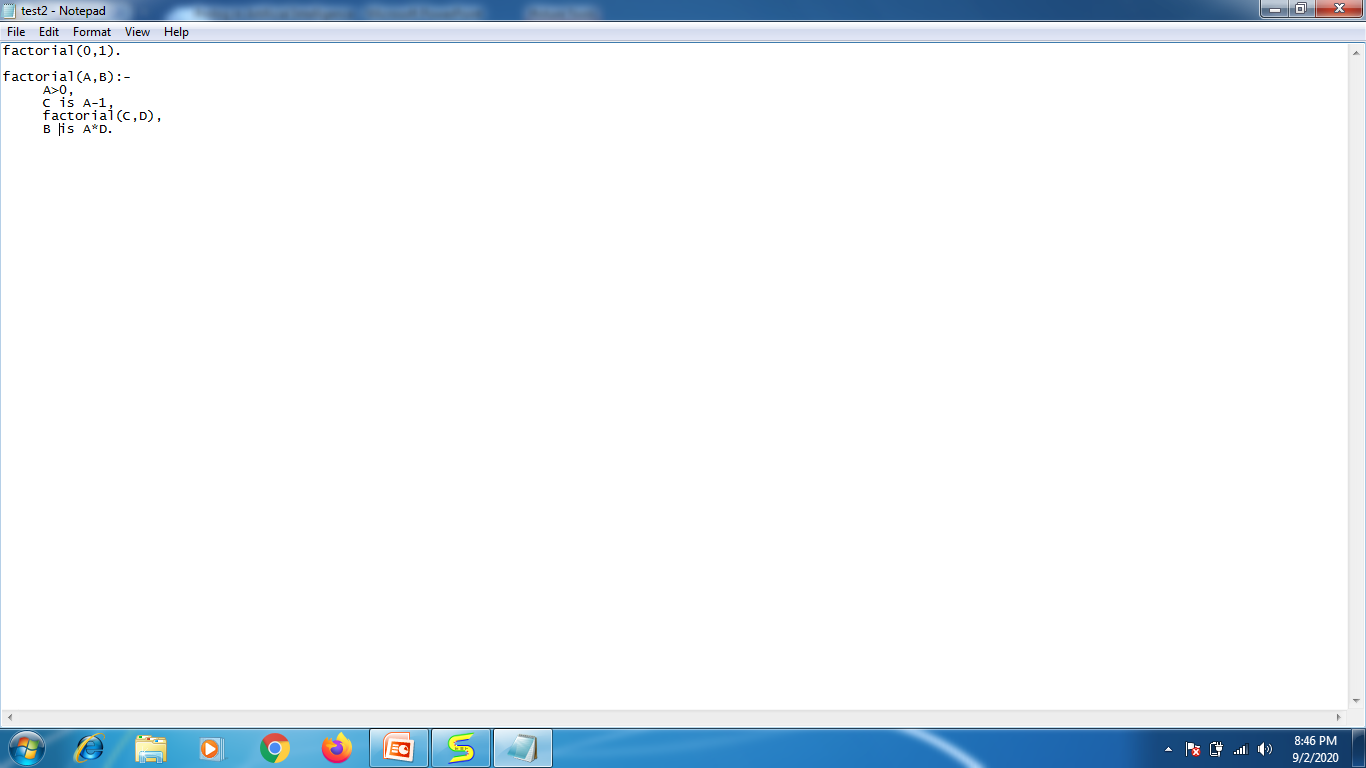 test2 - Notepad
File Edit Format View Help
factorial(0,1).
factorial(A,B):-
A>0,
C is A-1,
factorial(C,D),
B is A*D.
8:46 PM
9/2/2020